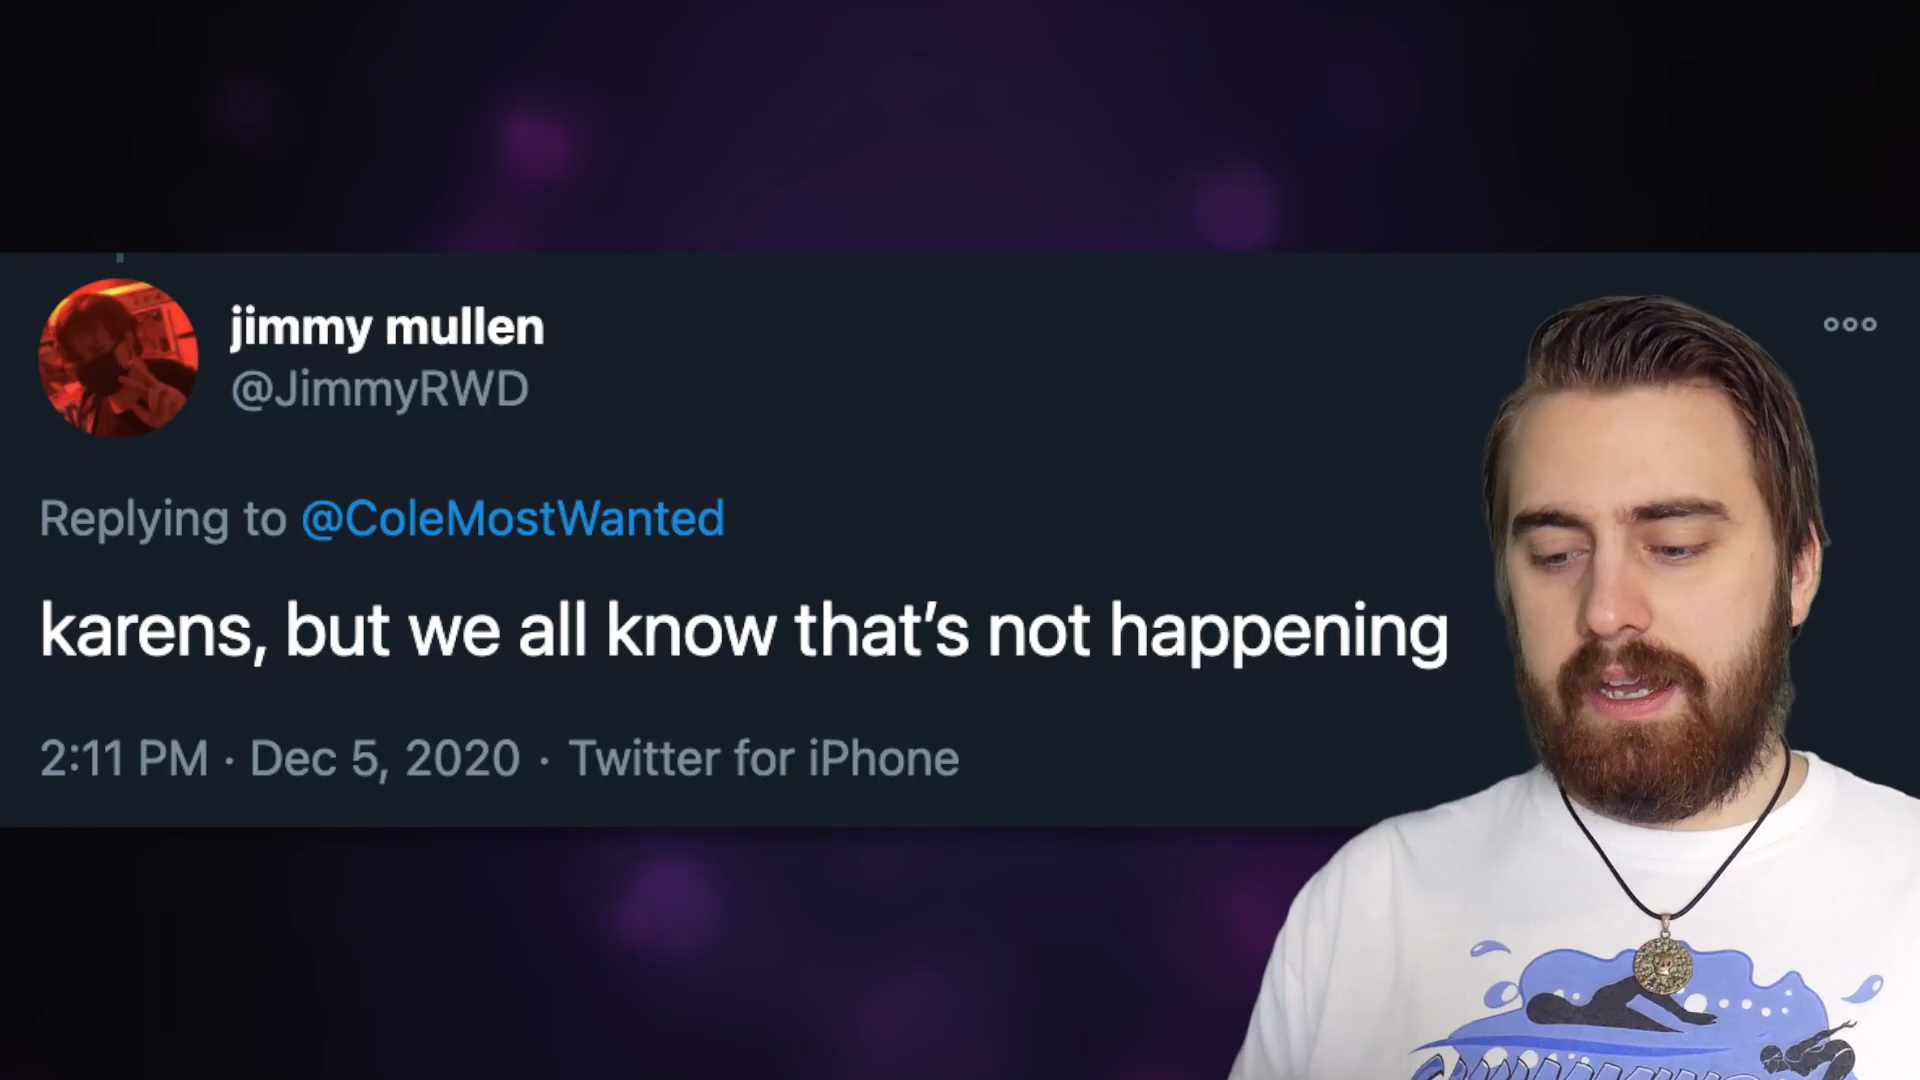 jimmy mullen
@JimmyRWD
Replying to @ColeMostWanted
karens, but we all know that’s not happening
2:11 PM · Dec 5, 2020 · Twitter for iPhone